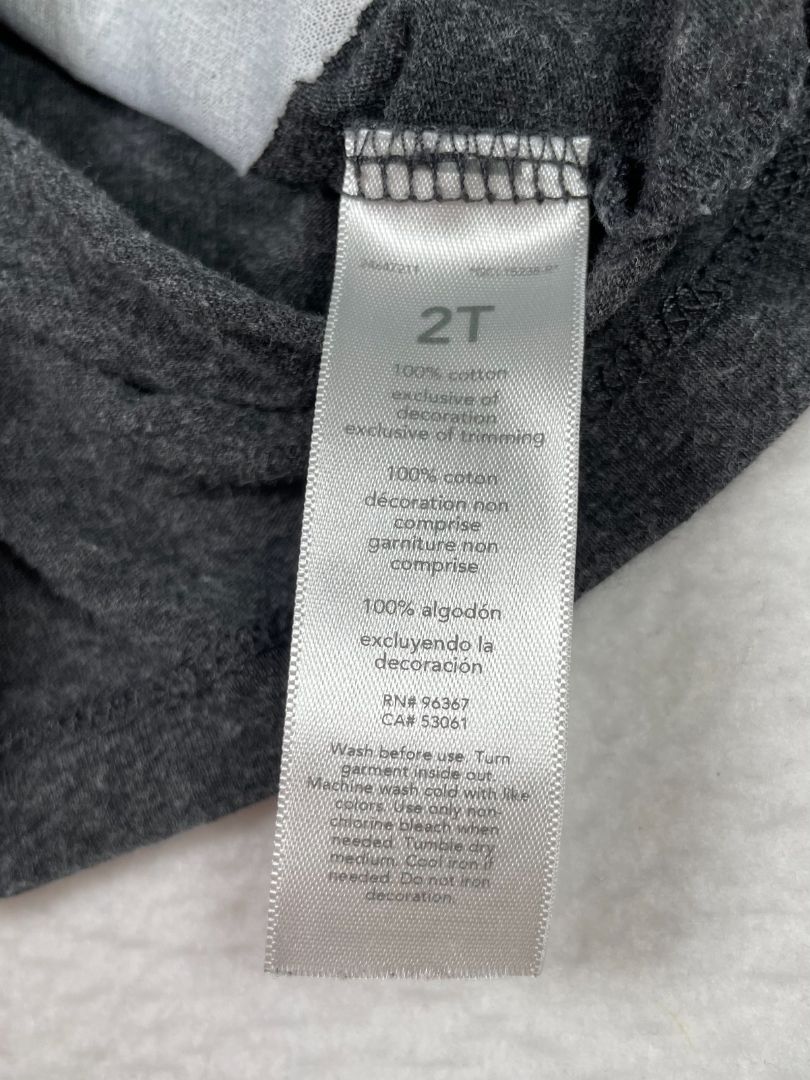 2T
100% cotton
exclusive of
decoration
exclusive of trimming
100% coton
décoration non
comprise
garniture non
comprise
100% algodón
excluyendo la
decoración
RN# 96367
CA# 53061
Wash before use. Turn
garment inside out.
Machine wash cold with like
colors. Use only non-
chlorine bleach when
needed. Tumble dry
medium. Cool iron if
needed. Do not iron
decoration.